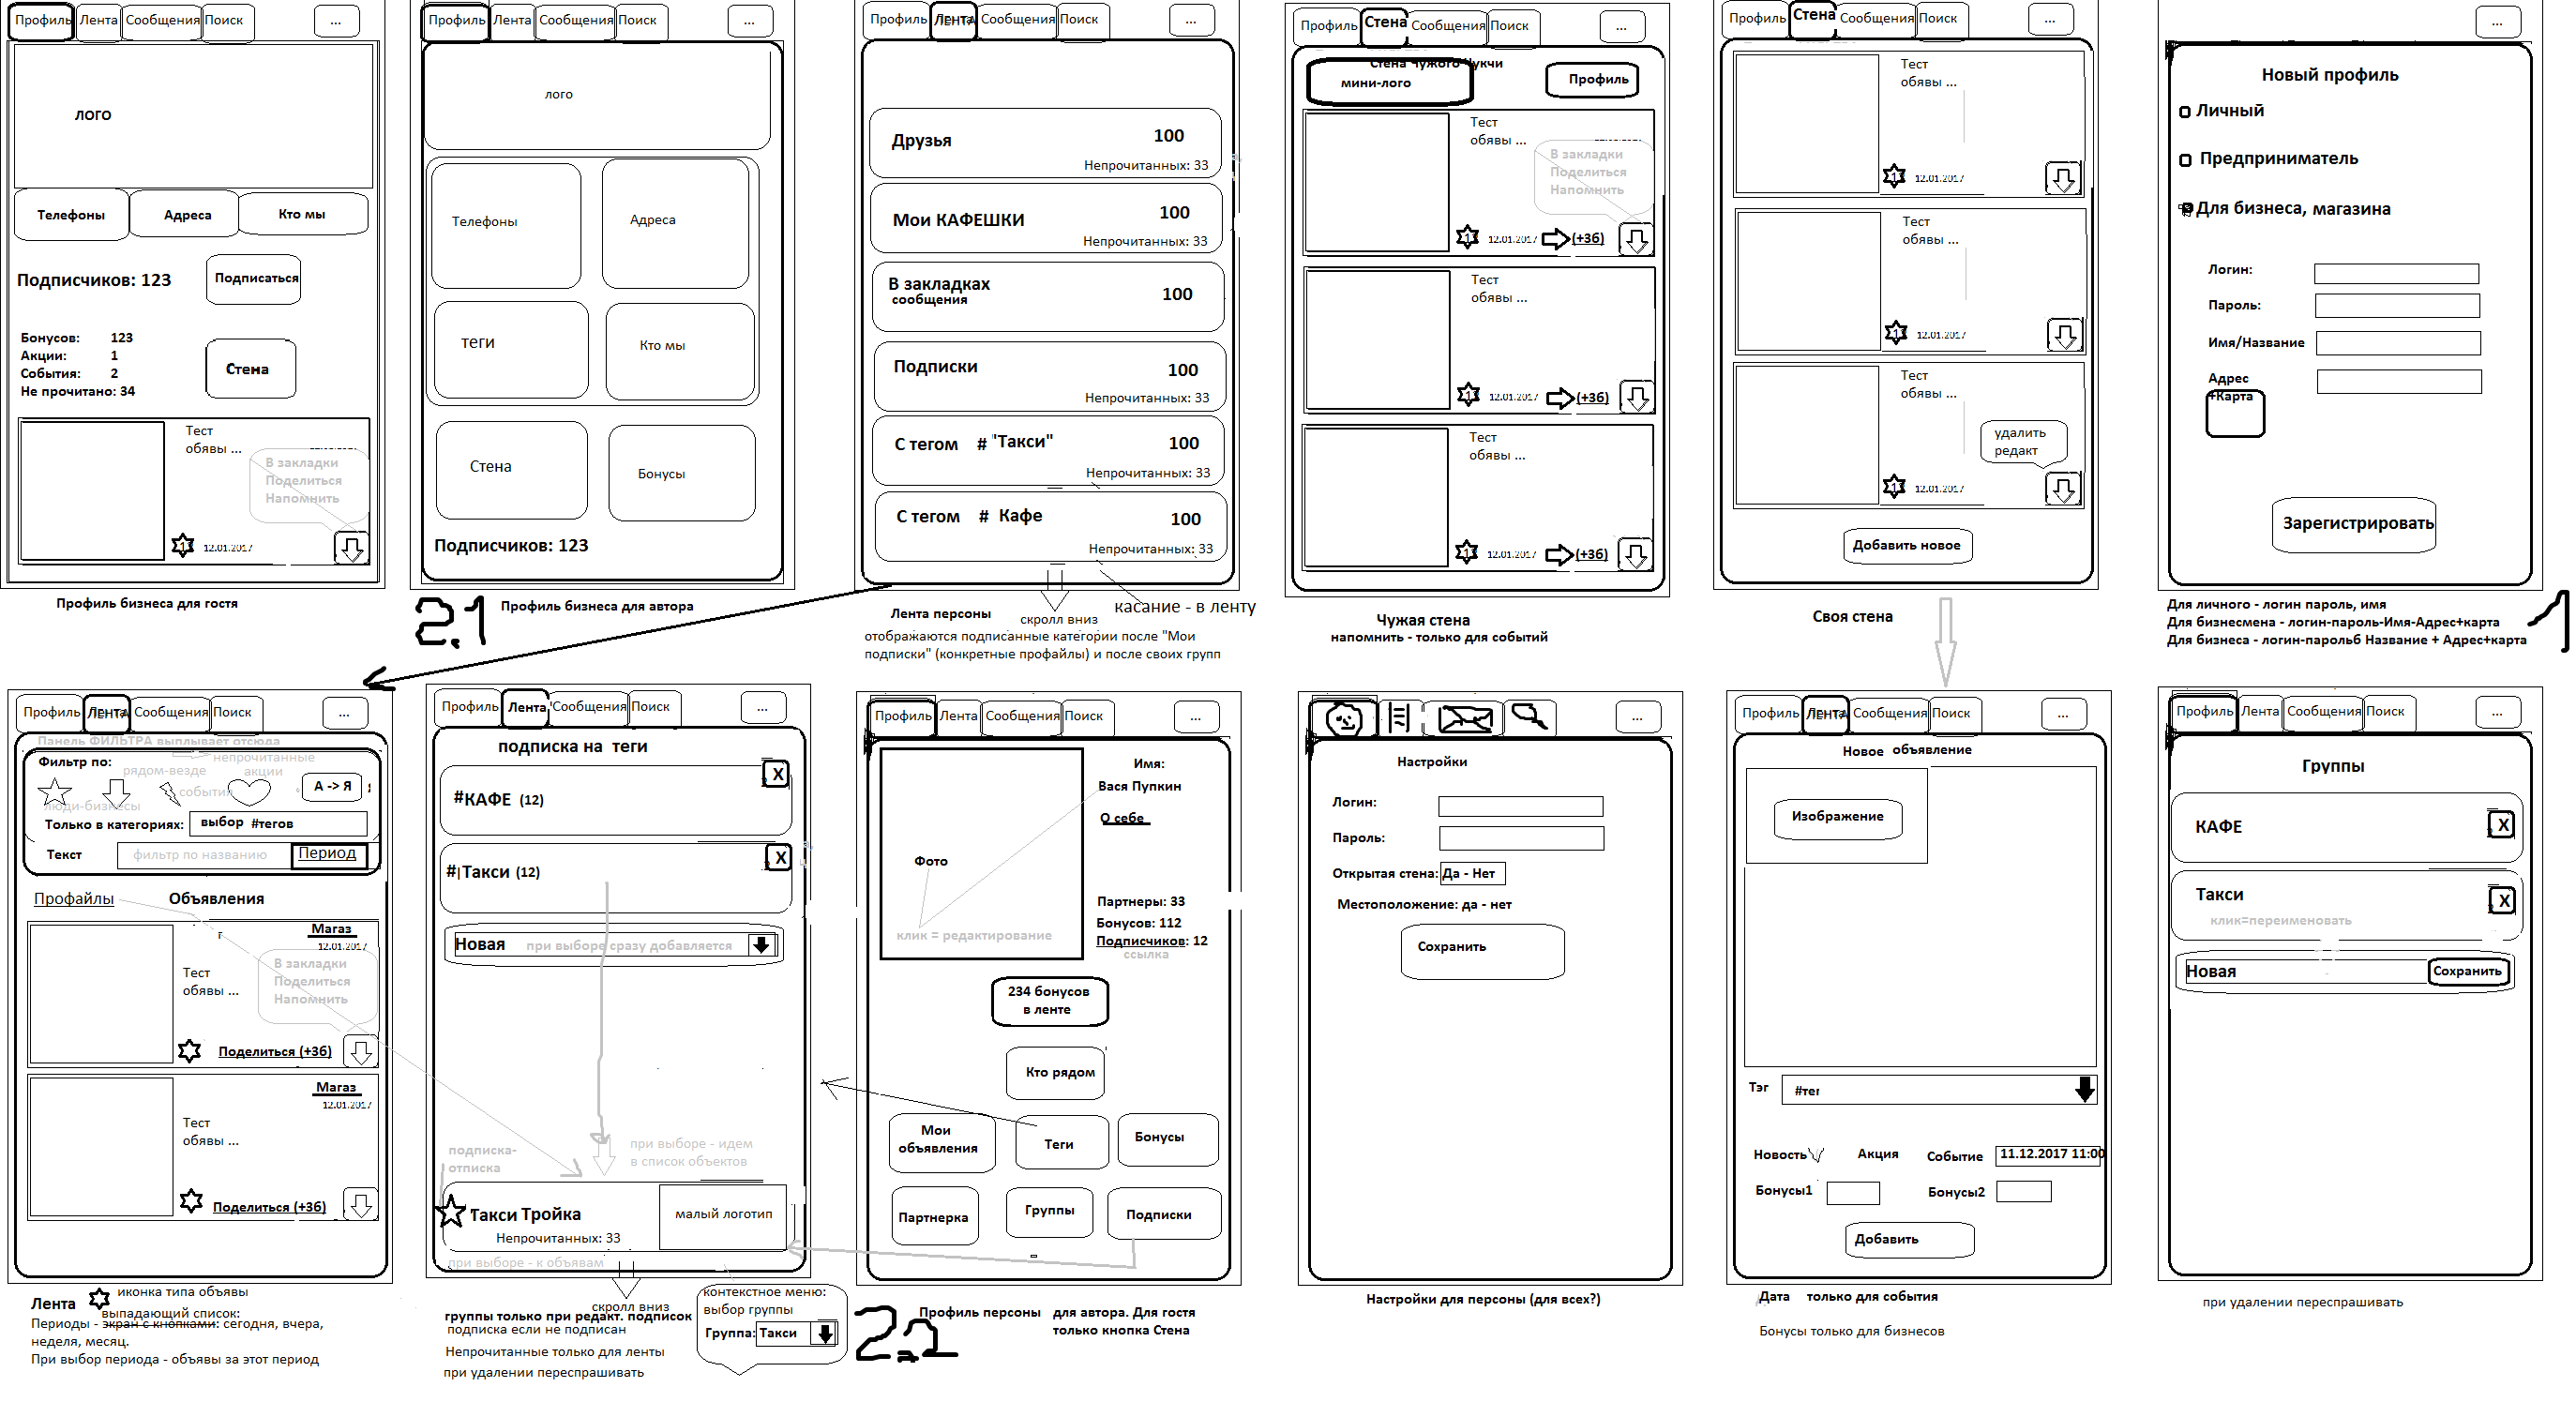 Профиль
Лента
Сообщения
Поиск
...
лого
Телефоны
Адреса
Кто мы
Подписчиков: 123
Подписаться
Бонусов: 123
Акции: 1
События: 2
Не прочитано: 34
Стена
Тест
обявы ...
В закладки
Поделиться
Напомнить
12.01.2017
Профиль бизнеса для гостя
Профиль
Лента
Сообщения
Поиск
...
лого
Телефоны
Адреса
теги
Кто мы
Стена
Бонусы
Подписчиков: 123
2.1
Профиль бизнеса для автора
Профиль
Лента
Сообщения
Поиск
...
Друзья 100
Непрочитанных: 33
Мои КАФЕШКИ 100
Непрочитанных: 33
В закладках
сообщения
100
Подписки 100
Непрочитанных: 33
С тегом # "Такси" 100
Непрочитанных: 33
С тегом # Кафе 100
Непрочитанных: 33
Лента персоны
скролл вниз
касание - в ленту
отображаются подписанные категории после "Мои
подписки" (конкретные профайлы) и после своих групп
Профиль
Стена
Сообщения
Поиск
...
Стена чужого Чукчи
мини-лого
Профиль
Тест
обявы ...
В закладки
Поделиться
Напомнить
12.01.2017
(+3б)
Тест
обявы ...
12.01.2017
(+3б)
Тест
обявы ...
12.01.2017
(+3б)
Чужая стена
напомнить - только для событий
Профиль
Стена
Сообщения
Поиск
...
Тест
обявы ...
12.01.2017
Тест
обявы ...
12.01.2017
Тест
обявы ...
удалить
редакт
12.01.2017
Добавить новое
Своя стена
...
Новый профиль
Личный
Предприниматель
Для бизнеса, магазина
Логин:
Пароль:
Имя/Название
Адрес
+Карта
Зарегистрировать
Для личного - логин пароль, имя
Для бизнесмена - логин-пароль-Имя-Адрес+карта
Для бизнеса - логин-парольб Название + Адрес+карта
1
Профиль
Лента
Сообщения
Поиск
...
Панель ФИЛЬТРА выплывает отсюда
Фильтр по:
непрочитанные
рядом-везде
акции
события
люди-бизнесы
А -> Я
Только в категориях:
выбор #тегов
Текст
фильтр по названию
Период
Профайлы
Объявления
Магаз
12.01.2017
В закладки
Поделиться
Напомнить
Тест
обявы ...
Поделиться (+3б)
Магаз
12.01.2017
Тест
обявы ...
Поделиться (+3б)
Лента
иконка типа объявы
выпадающий список:
Периоды - экран с кнопками: сегодня, вчера,
неделя, месяц.
При выбор периода - объявы за этот период
Профиль
Лента
Сообщения
Поиск
...
подписка на теги
#КАФЕ (12)
X
#Такси (12)
X
Новая
при выборе сразу добавляется
подписка-
отписка
при выборе - идем
в список объектов
Такси Тройка
малый логотип
Непрочитанных: 33
при выборе - к объявам
скролл вниз
группы только при редакт. подписок
подписка если не подписан
Непрочитанные только для ленты
при удалении переспрашивать
контекстное меню:
выбор группы
Группа: Такси
Профиль
Лента
Сообщения
Поиск
...
Имя:
Вася Пупкин
О себе
Фото
клик = редактирование
Партнеры: 33
Бонусов: 112
Подписчиков: 12
ссылка
234 бонусов
в ленте
Кто рядом
Мои
объявления
Теги
Бонусы
Партнерка
Группы
Подписки
2.2
Профиль персоны для автора. Для гостя
только кнопка Стена
...
Настройки
Логин:
Пароль:
Открытая стена: Да - Нет
Местоположение: да - нет
Сохранить
Настройки для персоны (для всех?)
Профиль
Лента
Сообщения
Поиск
...
Новое объявление
Изображение
Тэг
#тег
Новость
Акция
Событие
11.12.2017 11:00
Бонусы1
Бонусы2
Добавить
Дата только для события
Бонусы только для бизнесов
Профиль
Лента
Сообщения
Поиск
...
Группы
КАФЕ
X
Такси
X
клик=переименовать
Новая
Сохранить
при удалении переспрашивать